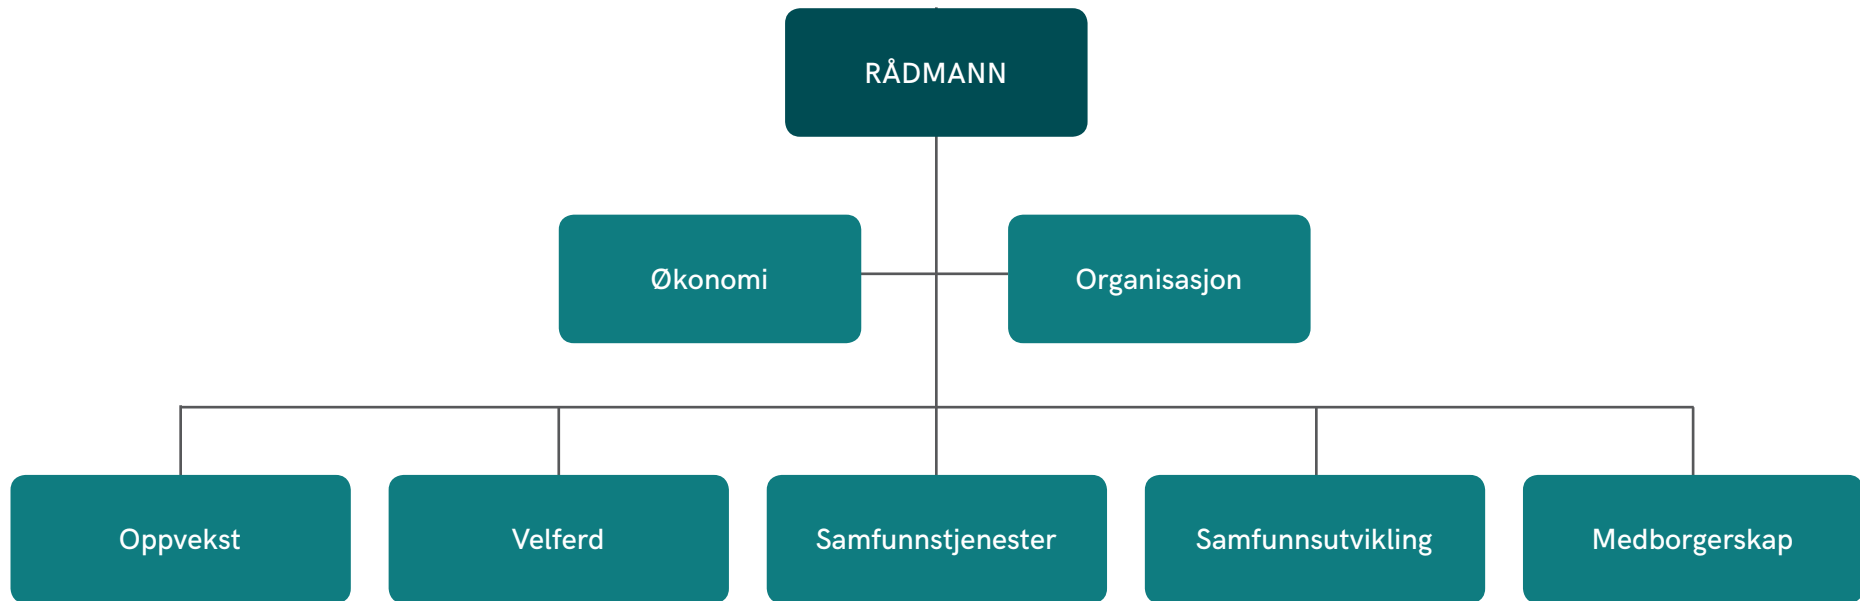 RÅDMANN
Økonomi
Organisasjon
Oppvekst
Velferd
Samfunnstjenester
Samfunnsutvikling
Medborgerskap